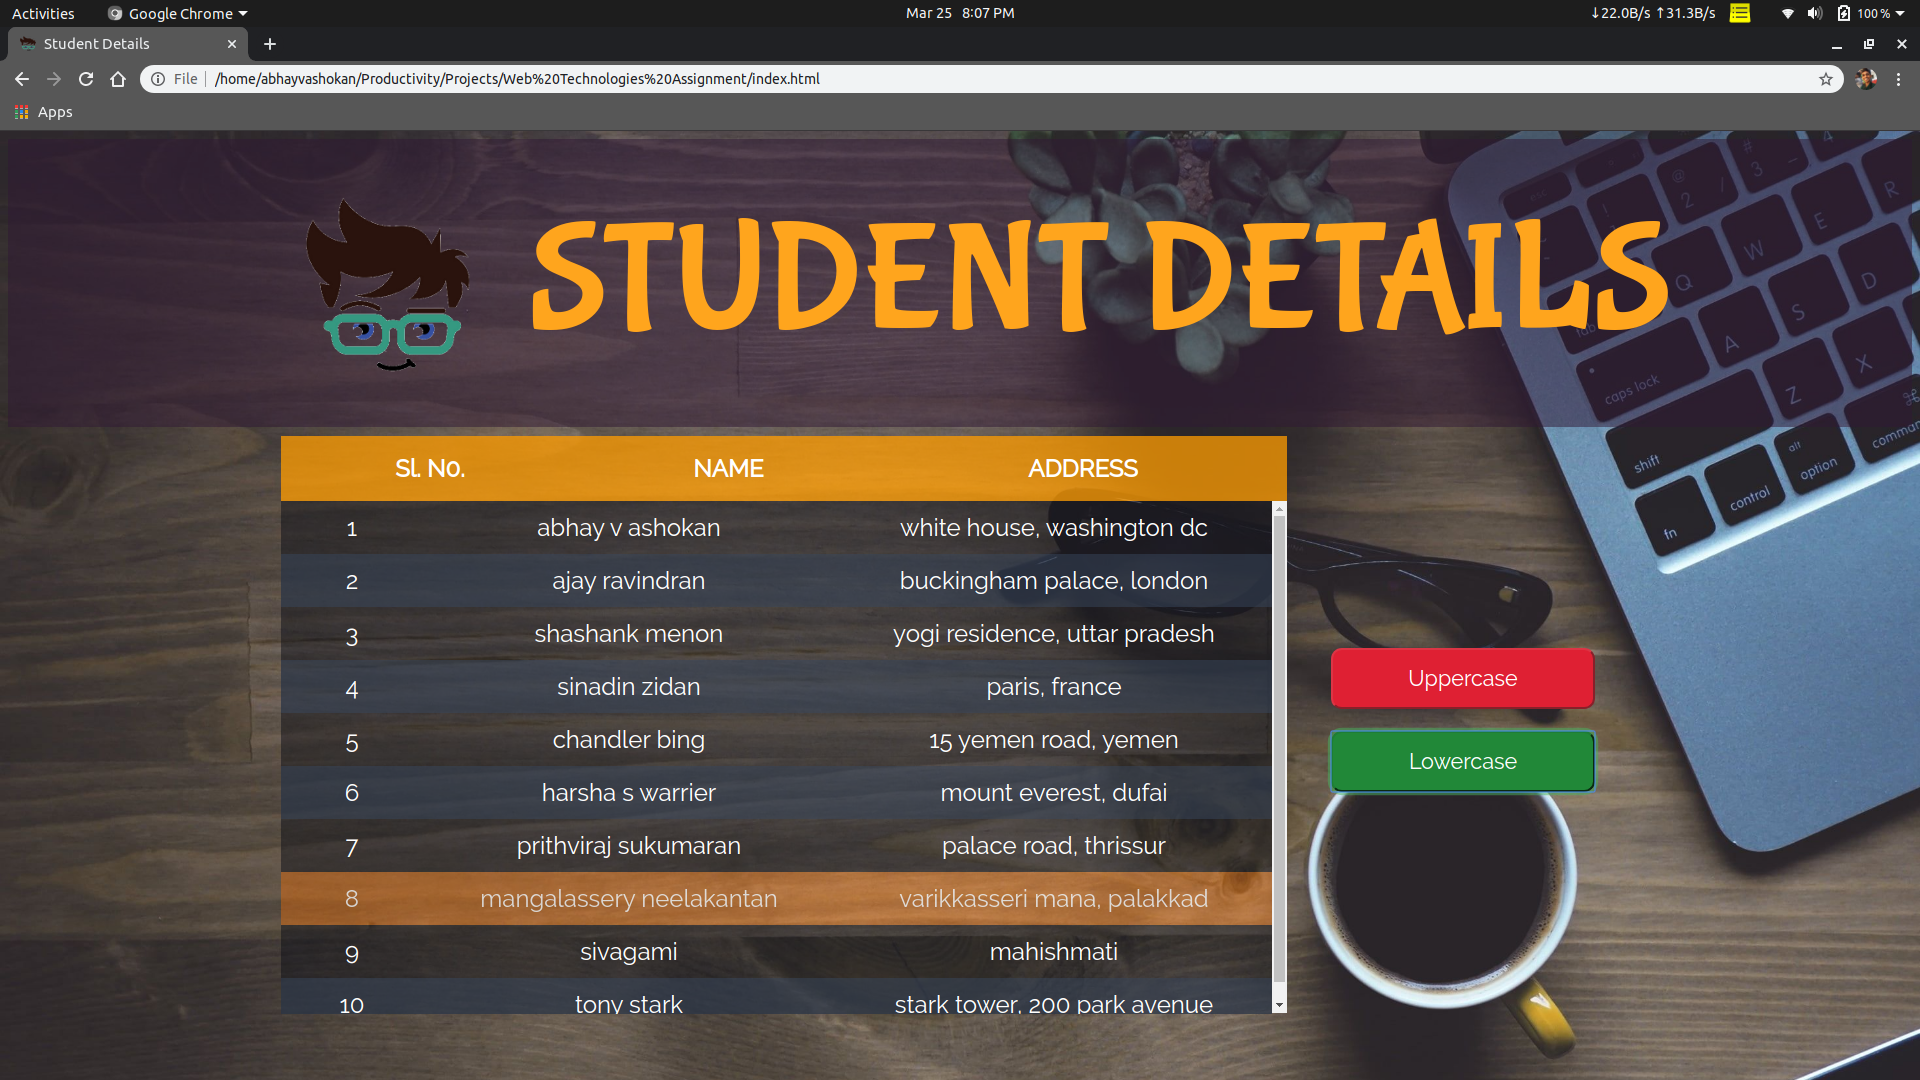 Activities Google Chrome Mar 25 8:07 PM ↓22.0B/s ↑31.3B/s 100 %
Student Details
File /home/abhayvashokan/Productivity/Projects/Web%20Technologies%20Assignment/index.html
Apps
STUDENT DETAILS
Sl. No. NAME ADDRESS
1 abhay v ashokan white house, washington dc
2 ajay ravindran buckingham palace, london
3 shashank menon yogi residence, uttar pradesh
4 sinadin zidan paris, france
5 chandler bing 15 yemen road, yemen
6 harsha s warrier mount everest, dufai
7 prithviraj sukumaran palace road, thrissur
8 mangalassery neelakantan varikkasseri mana, palakkad
9 sivagami mahishmati
10 tony stark stark tower, 200 park avenue
Uppercase
Lowercase
esc
@
2
#
3
4
Q W E R
A S D
caps lock
Z X
shift
fn control alt option